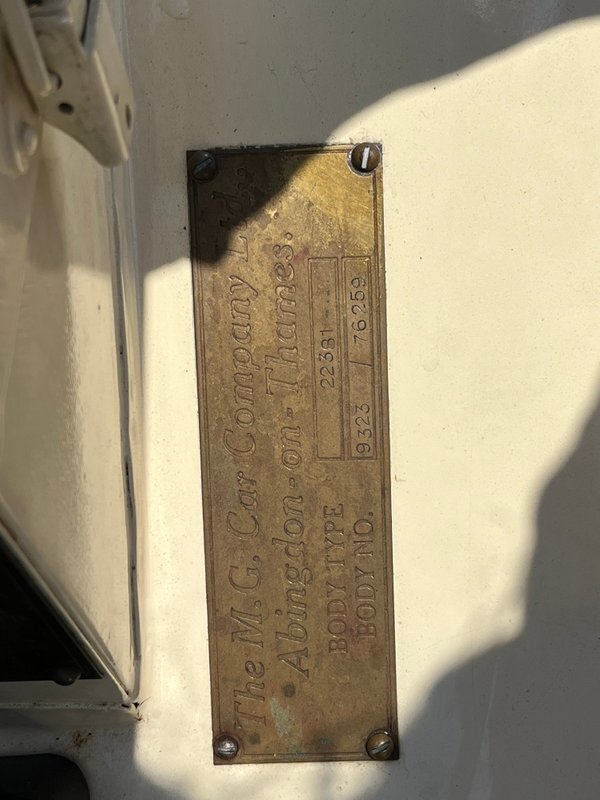 The M.G. Car Company Ltd.,
Abingdon-on-Thames.
BODY TYPE 22381
BODY NO. 9323 / 76259